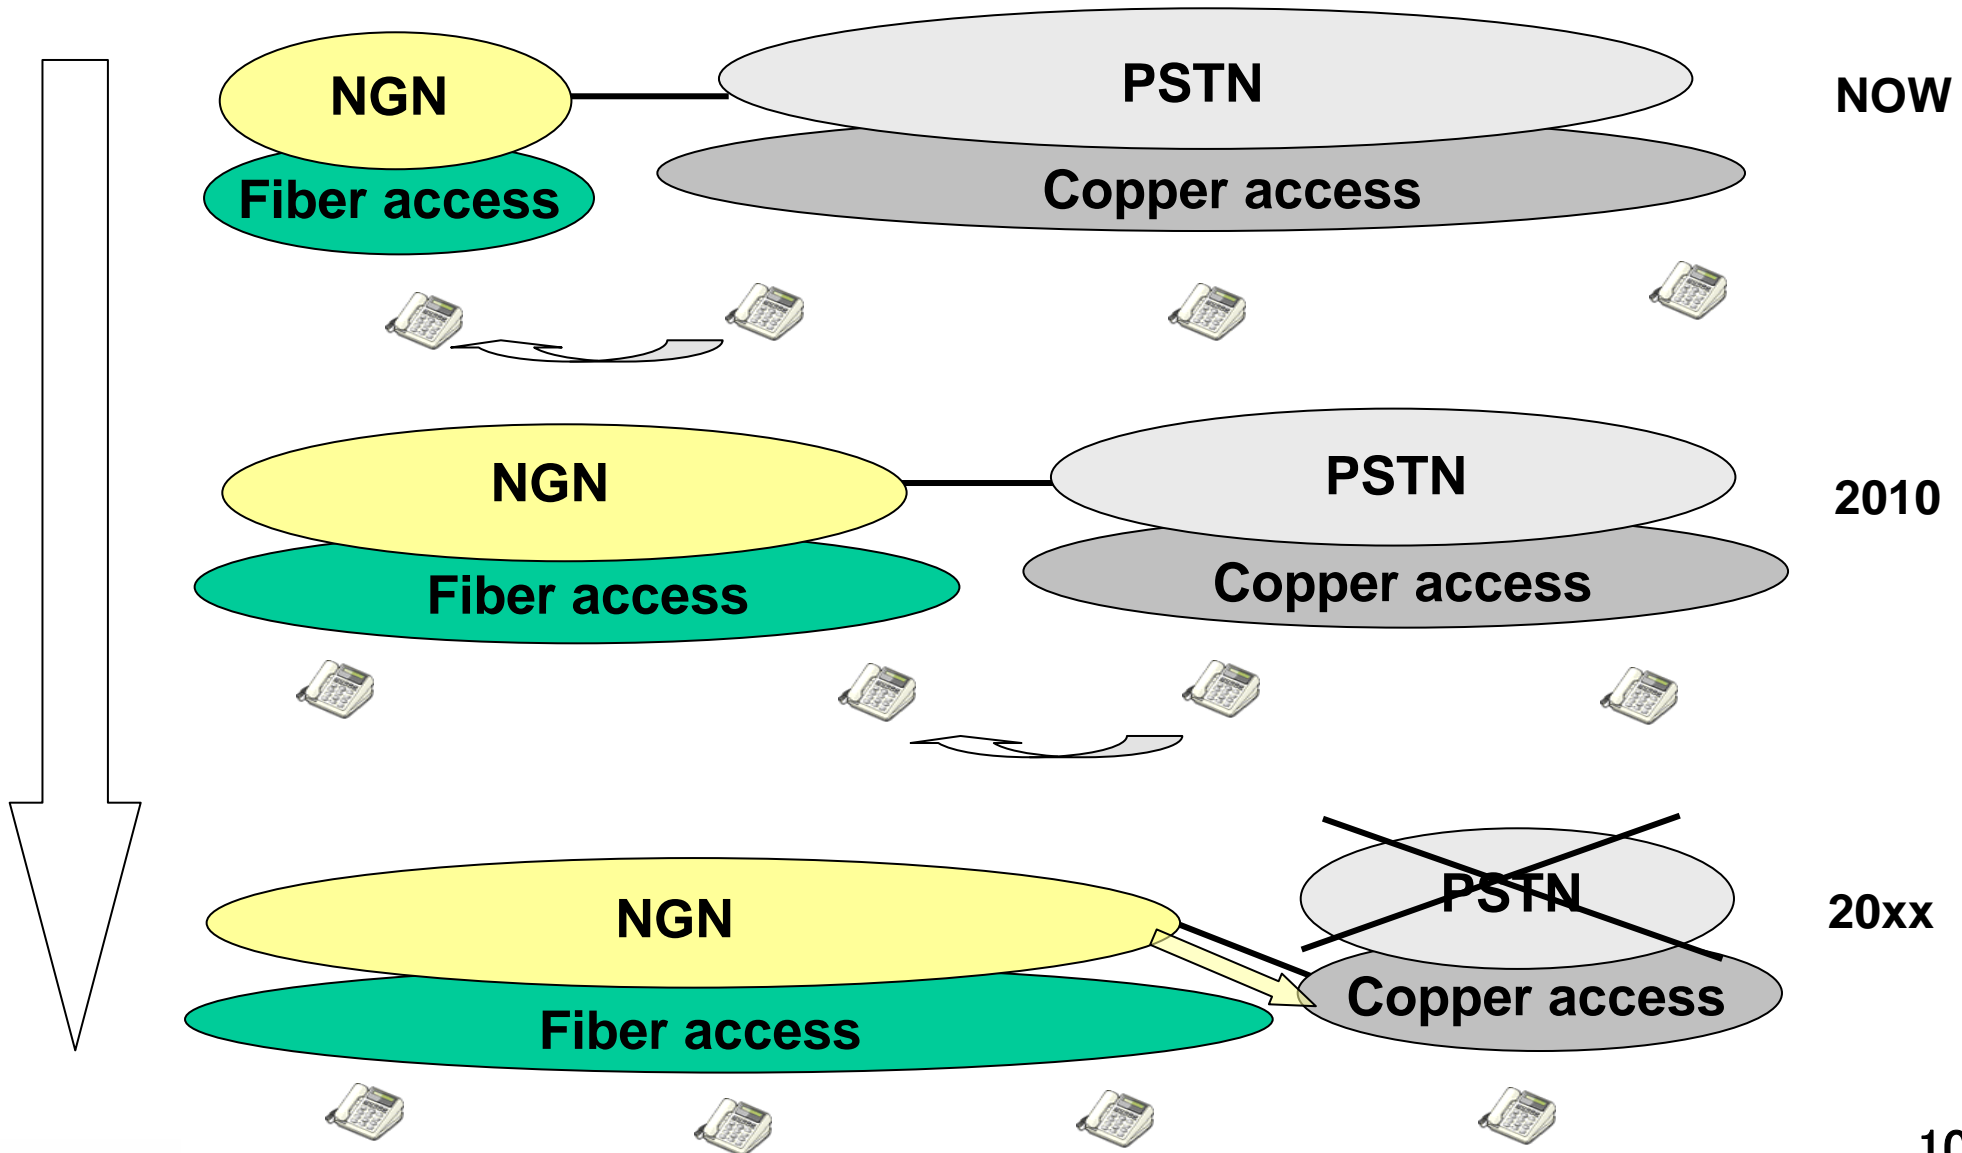 NGN PSTN NOW
Fiber access Copper access
NGN PSTN 2010
Fiber access Copper access
NGN PSTN 20xx
Fiber access Copper access
10